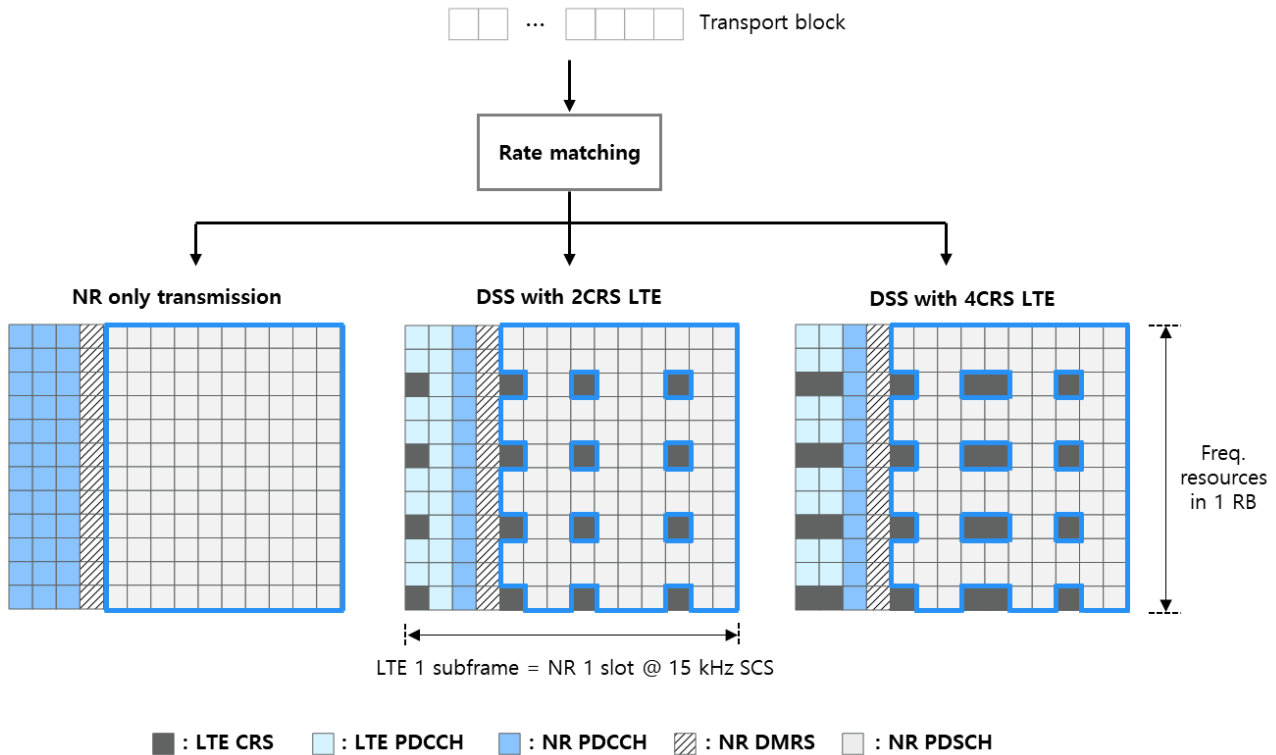 ...
Transport block
Rate matching
NR only transmission
DSS with 2CRS LTE
DSS with 4CRS LTE
Freq.
resources
in 1 RB
LTE 1 subframe = NR 1 slot @ 15 kHz SCS
: LTE CRS
: LTE PDCCH
: NR PDCCH
: NR DMRS
: NR PDSCH